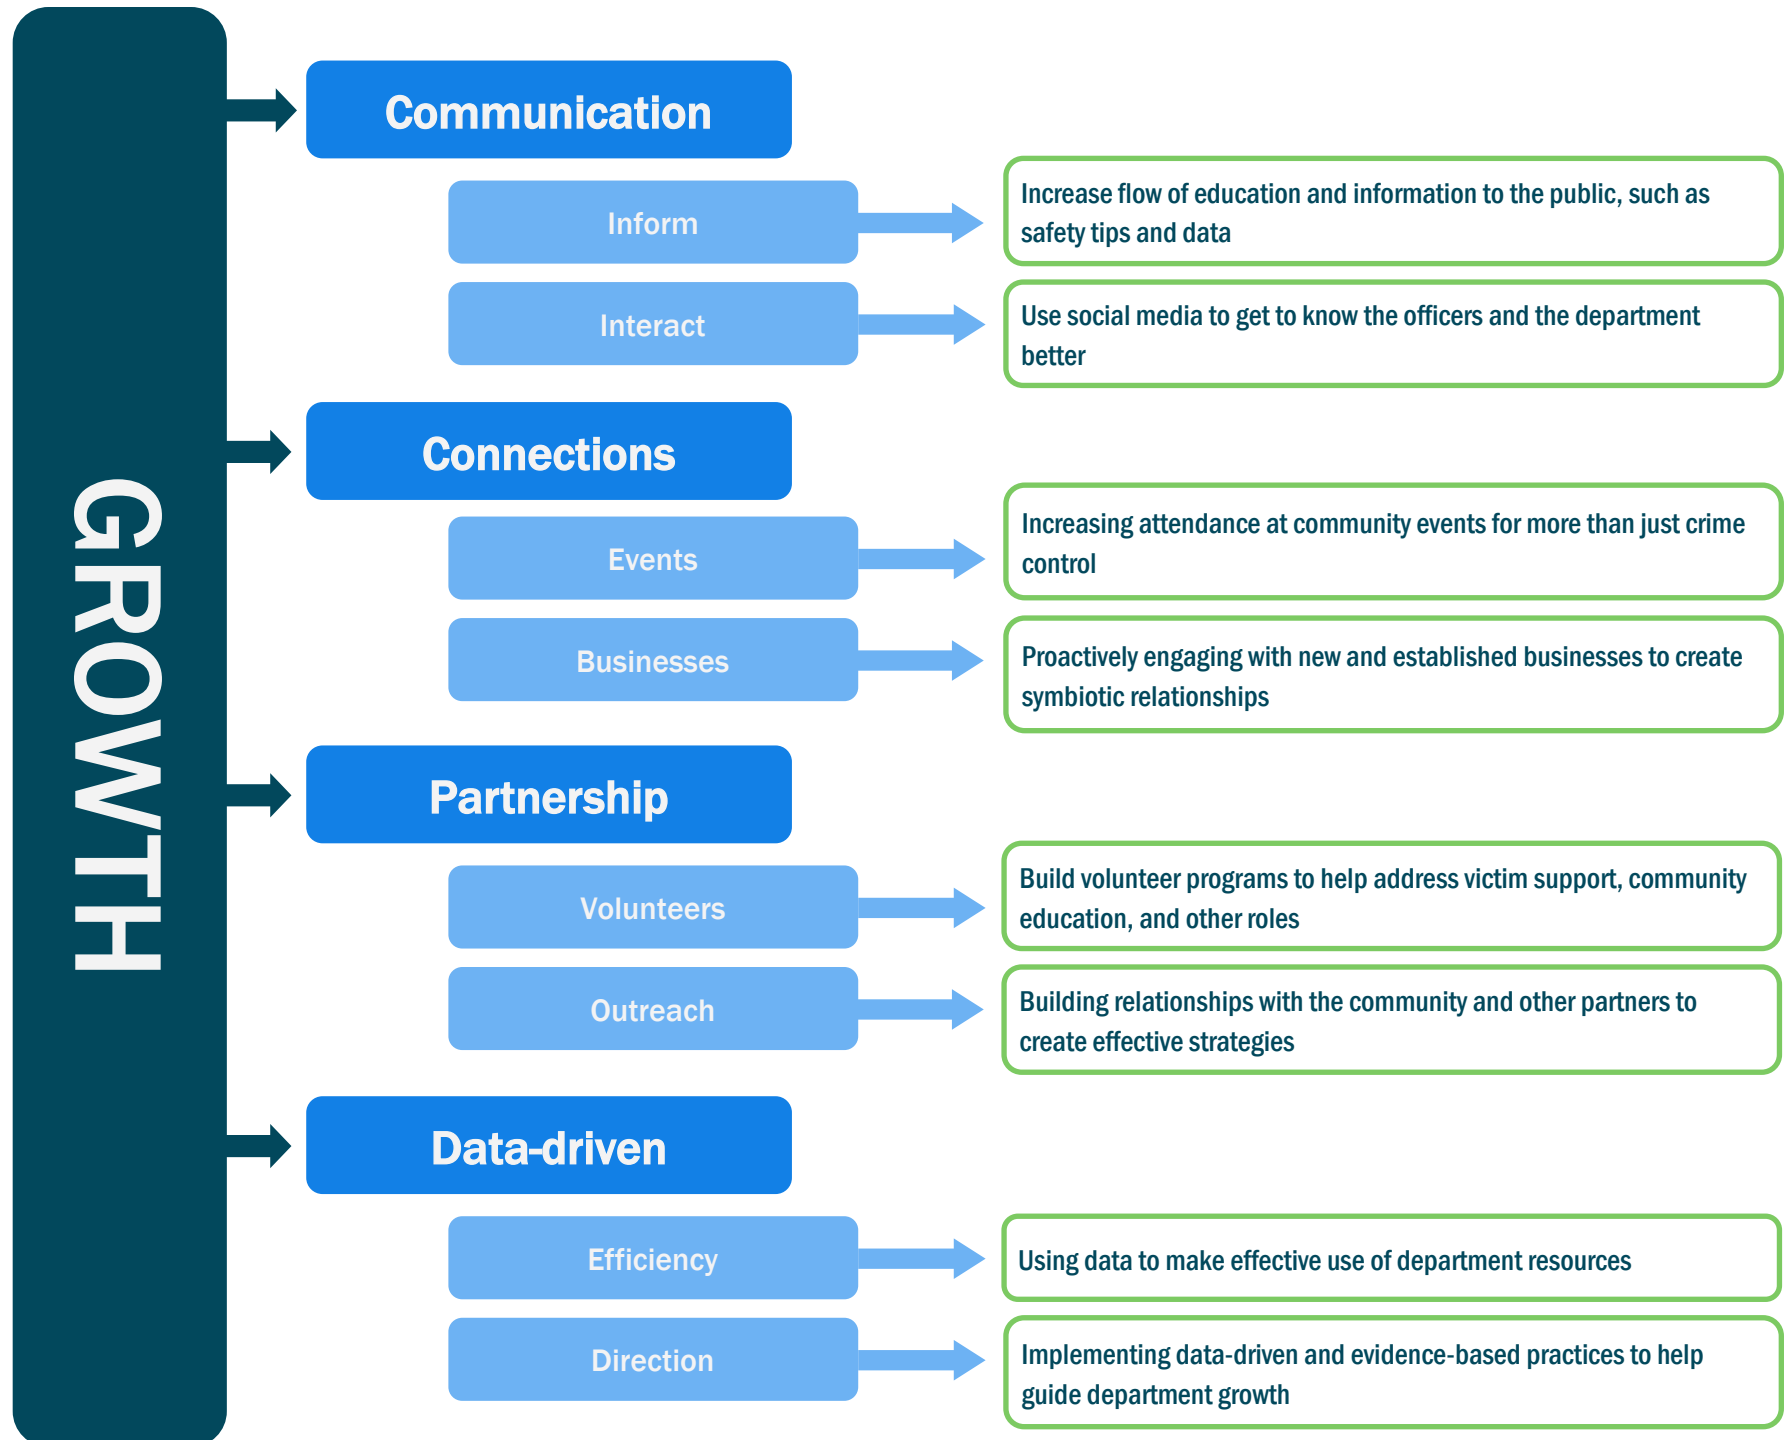 GROWTH
Communication
Inform
Increase flow of education and information to the public, such as
safety tips and data
Interact
Use social media to get to know the officers and the department
better
Connections
Events
Increasing attendance at community events for more than just crime
control
Businesses
Proactively engaging with new and established businesses to create
symbiotic relationships
Partnership
Volunteers
Build volunteer programs to help address victim support, community
education, and other roles
Outreach
Building relationships with the community and other partners to
create effective strategies
Data-driven
Efficiency
Using data to make effective use of department resources
Direction
Implementing data-driven and evidence-based practices to help
guide department growth